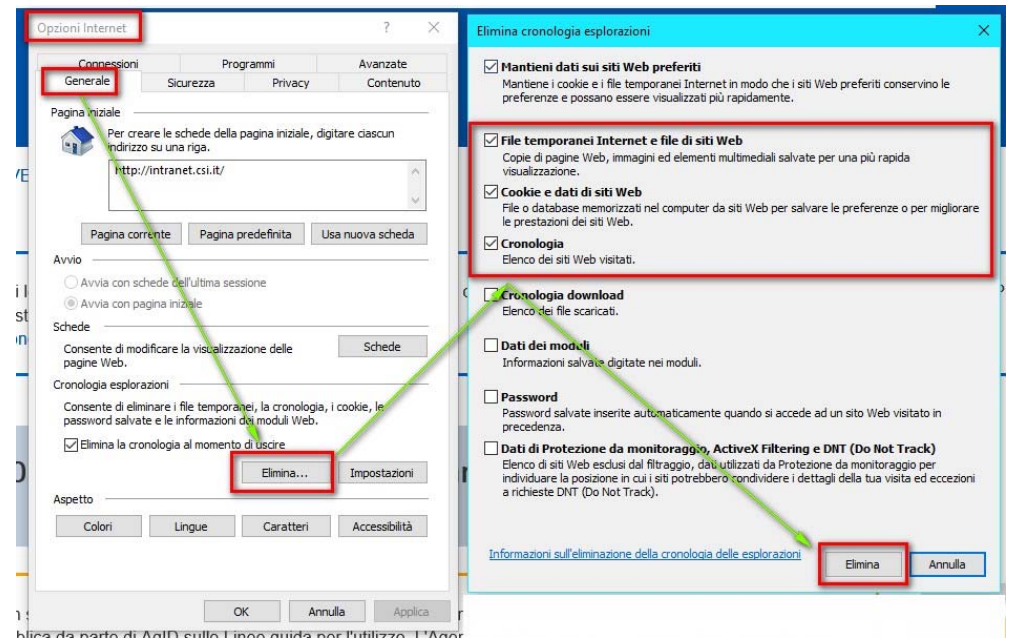 Opzioni Internet
Connessioni
Programmi
Avanzate
Generale
Sicurezza
Privacy
Contenuto
Pagina iniziale
Per creare le schede della pagina iniziale, digitare ciascun
indirizzo su una riga.
http://intranet.csi.it/
Pagina corrente
Pagina predefinita
Usa nuova scheda
Avvio
Avvia con schede dell'ultima sessione
Avvia con pagina iniziale
Schede
Consente di modificare la visualizzazione delle
pagine Web.
Schede
Cronologia esplorazioni
Consente di eliminare i file temporanei, la cronologia, i cookie, le
password salvate e le informazioni dei moduli Web.
Elimina la cronologia al momento di uscire
Elimina...
Impostazioni
Aspetto
Colori
Lingue
Caratteri
Accessibilità
OK
Annulla
Applica
Elimina cronologia esplorazioni
Mantieni dati sui siti Web preferiti
Mantiene i cookie e i file temporanei Internet in modo che i siti Web preferiti conservino le
preferenze e possano essere visualizzati più rapidamente.
File temporanei Internet e file di siti Web
Copie di pagine Web, immagini ed elementi multimediali salvate per una più rapida
visualizzazione.
Cookie e dati di siti Web
File o database memorizzati nel computer da siti Web per salvare le preferenze o per migliorare
le prestazioni dei siti Web.
Cronologia
Elenco dei siti Web visitati.
Cronologia download
Elenco dei file scaricati.
Dati dei moduli
Informazioni salvate digitate nei moduli.
Password
Password salvate inserite automaticamente quando si accede ad un sito Web visitato in
precedenza.
Dati di Protezione da monitoraggio, ActiveX Filtering e DNT (Do Not Track)
Elenco di siti Web esclusi dal filtraggio, dati utilizzati da Protezione da monitoraggio per
individuare la posizione in cui i siti potrebbero condividere i dettagli della tua visita ed eccezioni
a richieste DNT (Do Not Track).
Informazioni sull'eliminazione della cronologia delle esplorazioni
Elimina
Annulla
blica da parte di AgID sulle Linee guida per l'utilizzo. L'Agen